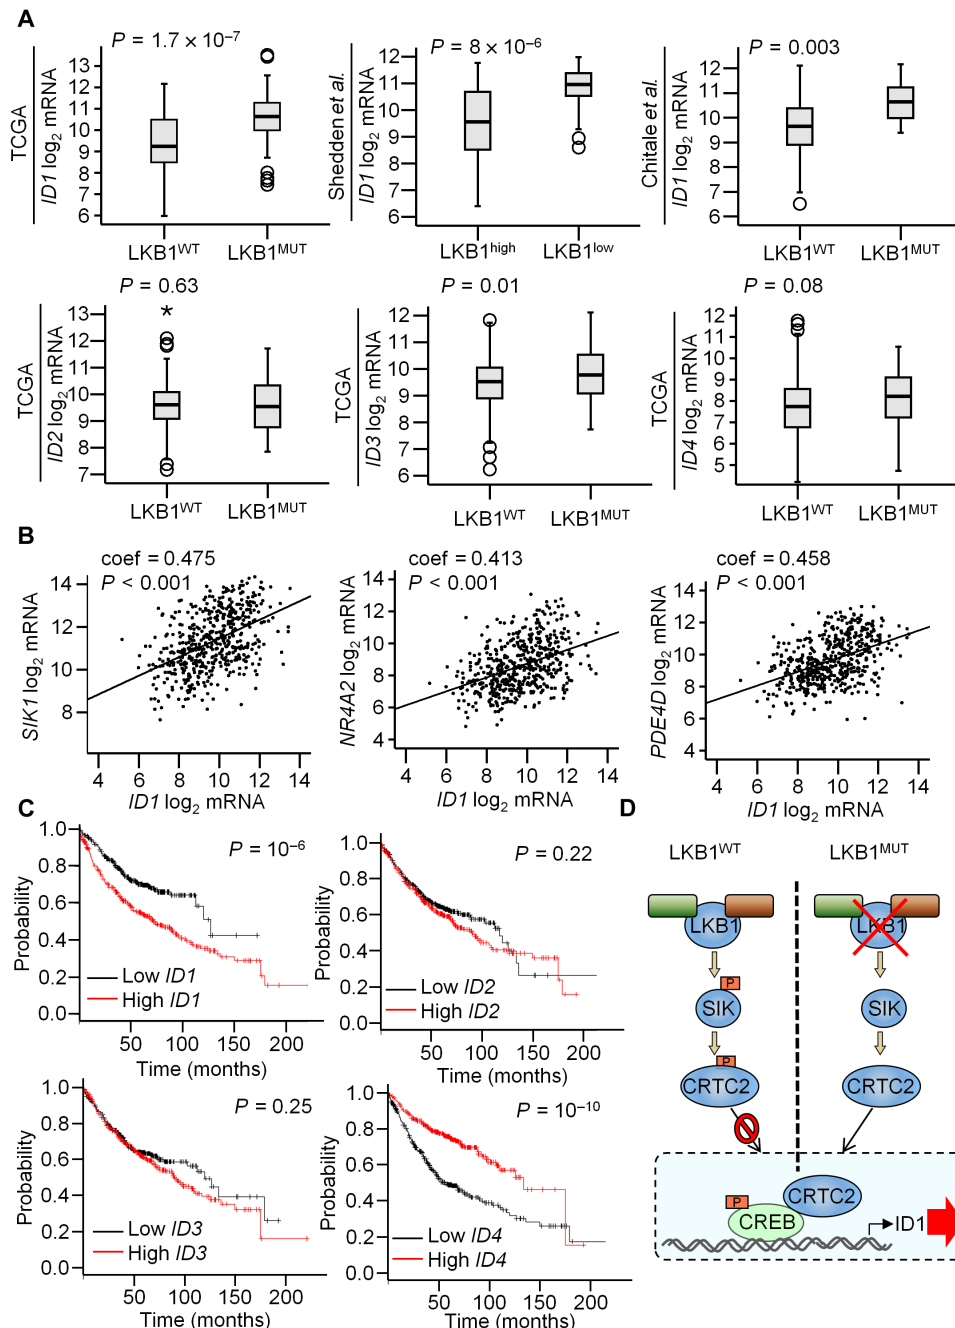 A
P = 1.7 × 10⁻⁷
TCGA
ID1 log₂ mRNA
13
12
11
10
9
8
7
6
LKB1ᵂᵀ LKB1ᴹᵁᵀ
P = 8 × 10⁻⁶
Shedden et al.
ID1 log₂ mRNA
12
11
10
9
8
7
6
LKB1ʰⁱᵍʰ LKB1ˡᵒʷ
P = 0.003
Chitale et al.
ID1 log₂ mRNA
12
11
10
9
8
7
6
LKB1ᵂᵀ LKB1ᴹᵁᵀ
P = 0.63
TCGA
ID2 log₂ mRNA
13
12
11
10
9
8
7
*
LKB1ᵂᵀ LKB1ᴹᵁᵀ
P = 0.01
TCGA
ID3 log₂ mRNA
12
11
10
9
8
7
6
LKB1ᵂᵀ LKB1ᴹᵁᵀ
P = 0.08
TCGA
ID4 log₂ mRNA
12
11
10
9
8
7
6
5
LKB1ᵂᵀ LKB1ᴹᵁᵀ
B
coef = 0.475
P < 0.001
SIK1 log₂ mRNA
14
12
10
8
4 6 8 10 12 14
ID1 log₂ mRNA
coef = 0.413
P < 0.001
NR4A2 log₂ mRNA
14
12
10
8
6
4
4 6 8 10 12 14
ID1 log₂ mRNA
coef = 0.458
P < 0.001
PDE4D log₂ mRNA
14
12
10
8
6
4
4 6 8 10 12 14
ID1 log₂ mRNA
C
P = 10⁻⁶
Probability
1.0
0.8
0.6
0.4
0.2
0.0
Low ID1
High ID1
50 100 150 200
Time (months)
P = 0.22
Probability
1.0
0.8
0.6
0.4
0.2
0.0
Low ID2
High ID2
50 100 150 200
Time (months)
P = 0.25
Probability
1.0
0.8
0.6
0.4
0.2
0.0
Low ID3
High ID3
50 100 150 200
Time (months)
P = 10⁻¹⁰
Probability
1.0
0.8
0.6
0.4
0.2
0.0
Low ID4
High ID4
50 100 150 200
Time (months)
D
LKB1ᵂᵀ LKB1ᴹᵁᵀ
LKB1 LKB1
P
SIK SIK
P
CRTC2 CRTC2
CRTC2
P
CREB
ID1